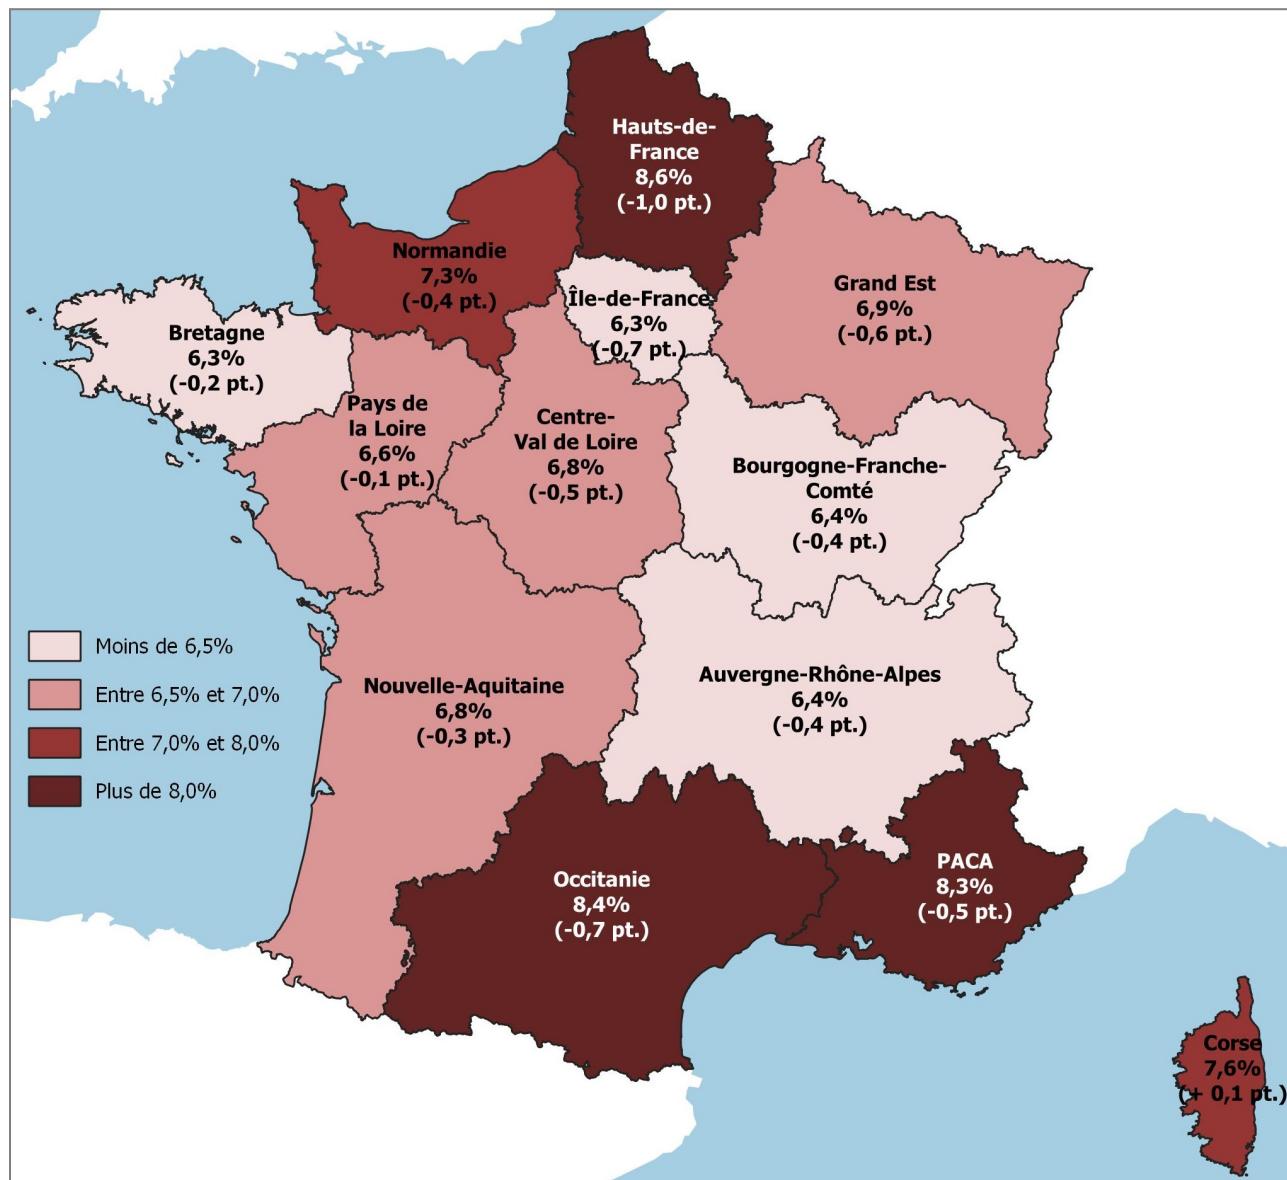 Hauts-de-
France
8,6%
(-1,0 pt.)
Normandie
7,3%
(-0,4 pt.)
Île-de-France
6,3%
(-0,7 pt.)
Grand Est
6,9%
(-0,6 pt.)
Bretagne
6,3%
(-0,2 pt.)
Pays de
la Loire
6,6%
(-0,1 pt.)
Centre-
Val de Loire
6,8%
(-0,5 pt.)
Bourgogne-Franche-
Comté
6,4%
(-0,4 pt.)
Moins de 6,5%
Entre 6,5% et 7,0%
Entre 7,0% et 8,0%
Plus de 8,0%
Nouvelle-Aquitaine
6,8%
(-0,3 pt.)
Auvergne-Rhône-Alpes
6,4%
(-0,4 pt.)
Occitanie
8,4%
(-0,7 pt.)
PACA
8,3%
(-0,5 pt.)
Corse
7,6%
(+ 0,1 pt.)